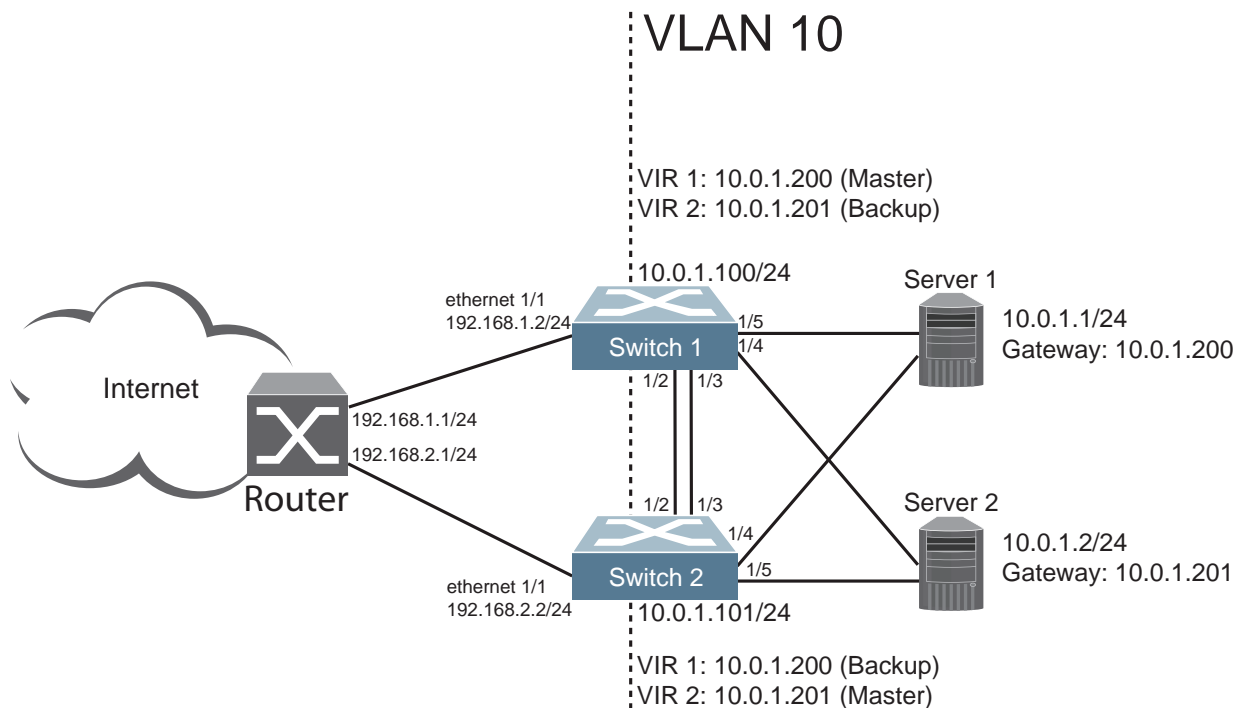 VLAN 10
VIR 1: 10.0.1.200 (Master)
VIR 2: 10.0.1.201 (Backup)
10.0.1.100/24
Server 1
ethernet 1/1
192.168.1.2/24
1/5
10.0.1.1/24
Switch 1
1/4
Gateway: 10.0.1.200
1/2
1/3
Internet
192.168.1.1/24
192.168.2.1/24
Router
1/2
1/3
Server 2
1/4
10.0.1.2/24
Switch 2
1/5
Gateway: 10.0.1.201
ethernet 1/1
192.168.2.2/24
10.0.1.101/24
VIR 1: 10.0.1.200 (Backup)
VIR 2: 10.0.1.201 (Master)